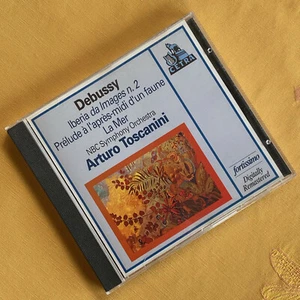 CETRA
Debussy
Iberia da Images n. 2
Prélude à l'après-midi d'un faune
La Mer
NBC Symphony Orchestra
Arturo Toscanini
fortissimo
Digitally
Remastered